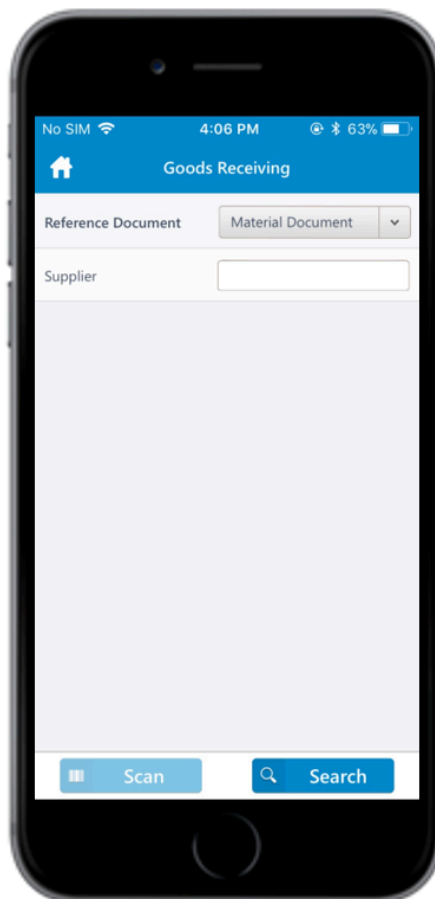 No SIM 4:06 PM 63%
Goods Receiving
Reference Document Material Document
Supplier
Scan Search